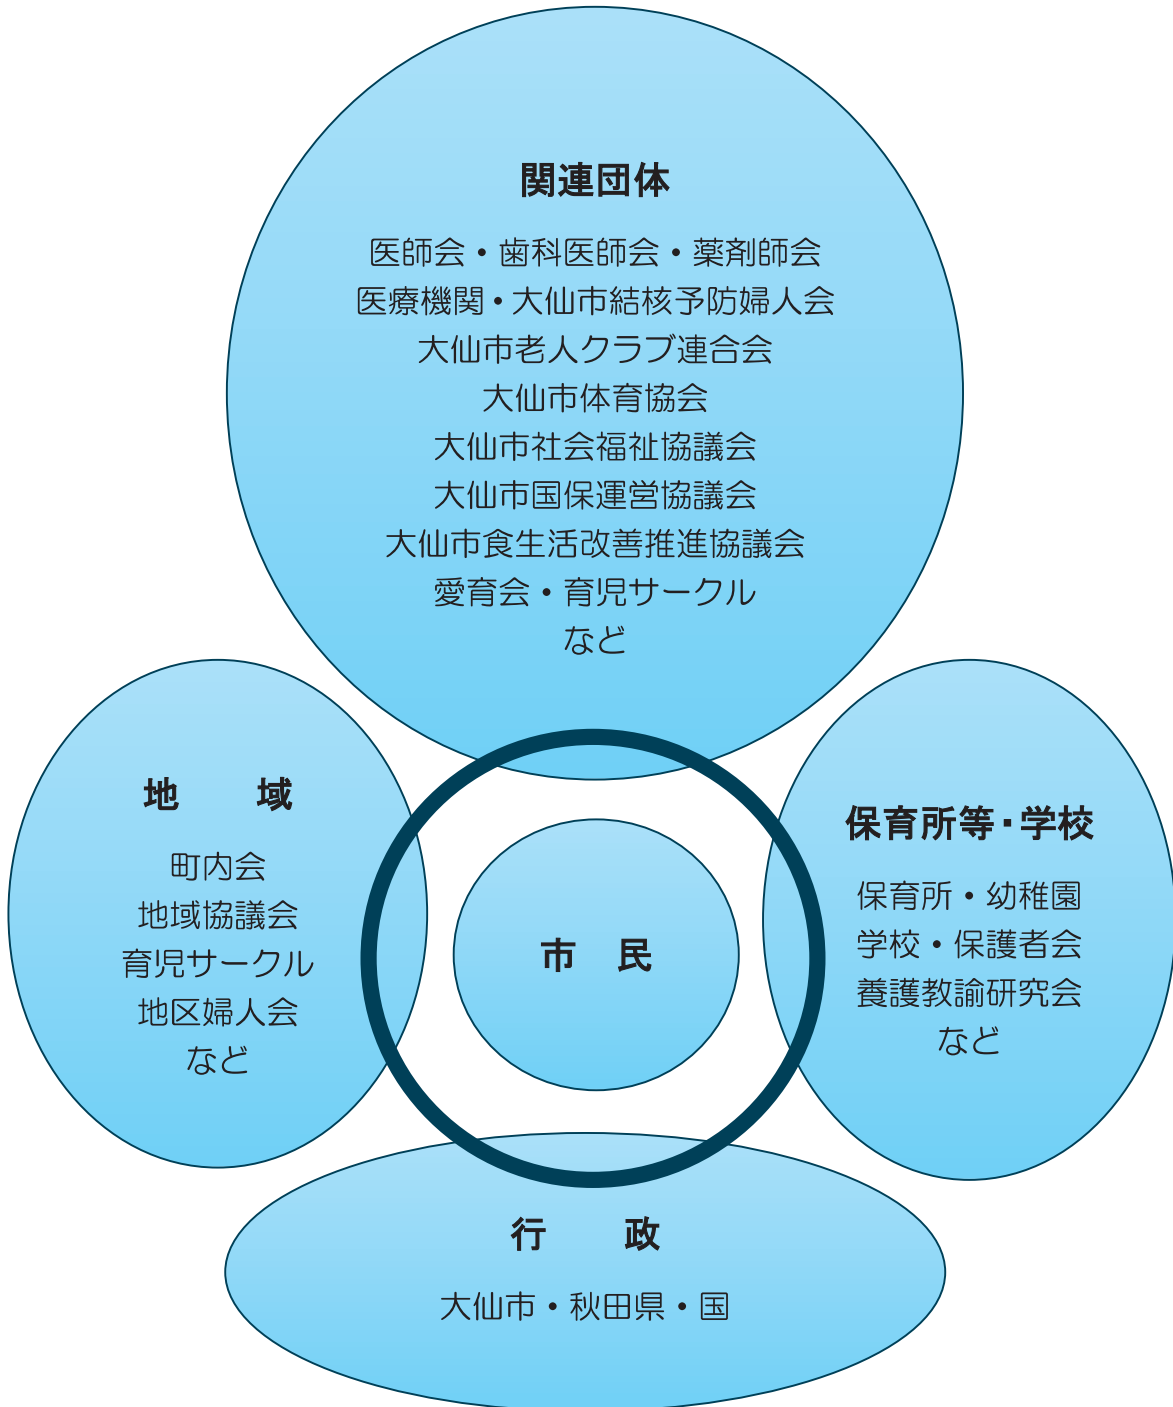 関連団体
医師会・歯科医師会・薬剤師会
医療機関・大仙市結核予防婦人会
大仙市老人クラブ連合会
大仙市体育協会
大仙市社会福祉協議会
大仙市国保運営協議会
大仙市食生活改善推進協議会
愛育会・育児サークル
など
地　　域
町内会
地域協議会
育児サークル
地区婦人会
など
市　民
保育所等・学校
保育所・幼稚園
学校・保護者会
養護教諭研究会
など
行　　政
大仙市・秋田県・国